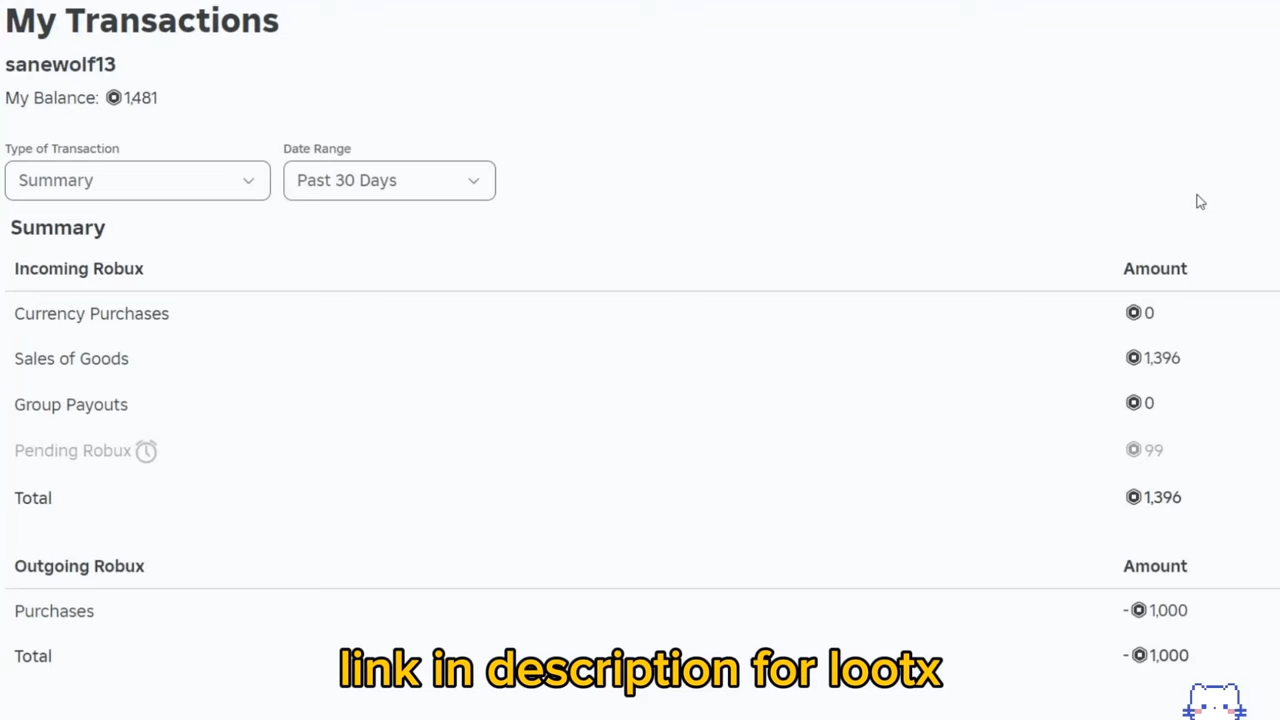 My Transactions
sanewolf13
My Balance: 1,481
Type of Transaction Date Range
Summary Past 30 Days
Summary
Incoming Robux Amount
Currency Purchases 0
Sales of Goods 1,396
Group Payouts 0
Pending Robux 99
Total 1,396
Outgoing Robux Amount
Purchases -1,000
Total -1,000
link in description for lootx